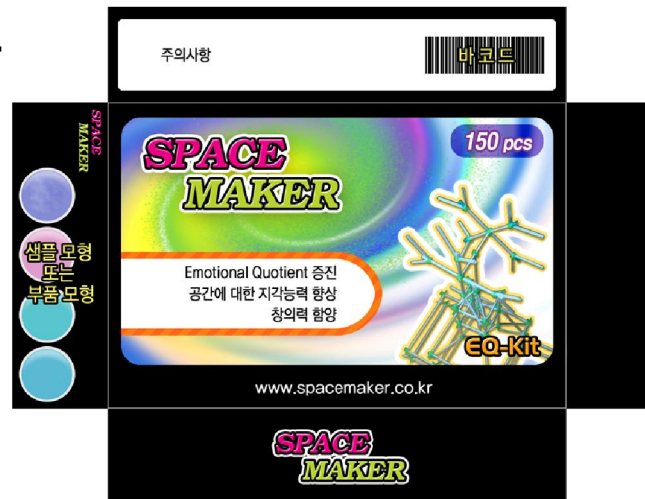 주의사항
바코드
SPACE
MAKER
150 pcs
SPACE
MAKER
샘플 모형
또는
부품 모형
Emotional Quotient 증진
공간에 대한 지각능력 향상
창의력 함양
EQ-Kit
www.spacemaker.co.kr
SPACE
MAKER